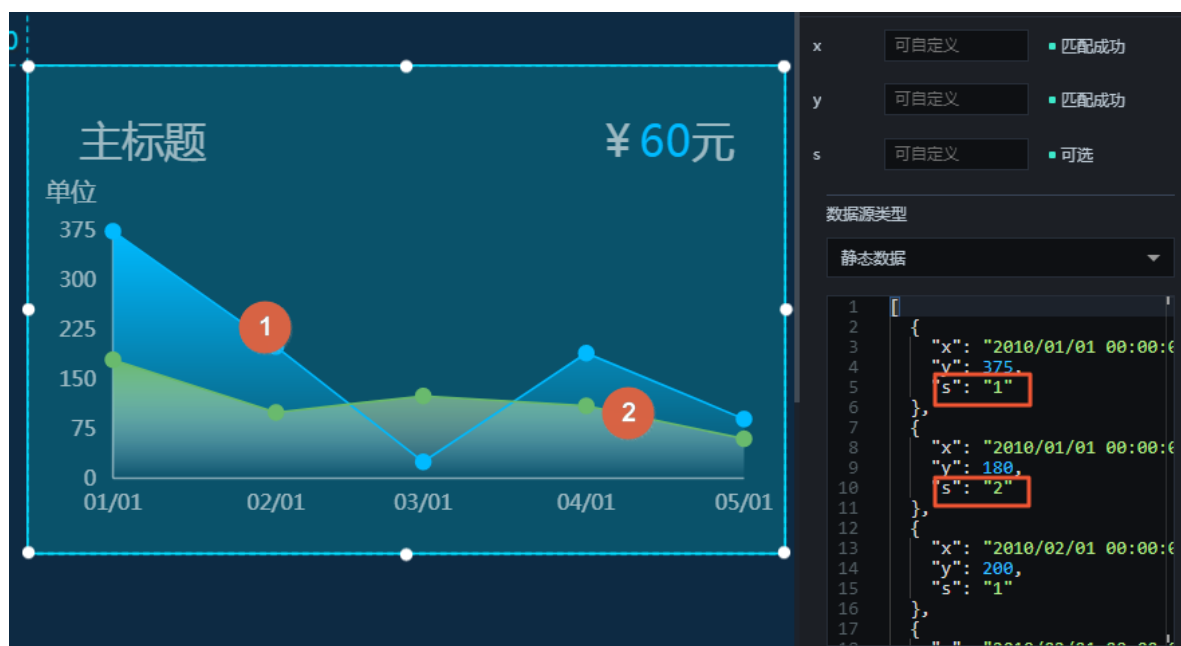 主标题
¥60元
单位
375
300
225
150
75
0
01/01 02/01 03/01 04/01 05/01
1
2
x 可自定义 匹配成功
y 可自定义 匹配成功
s 可自定义 可选
数据源类型
静态数据
1 [
2 {
3 "x": "2010/01/01 00:00:0
4 "y": 375,
5 "s": "1"
6 },
7 {
8 "x": "2010/01/01 00:00:0
9 "y": 180,
10 "s": "2"
11 },
12 {
13 "x": "2010/02/01 00:00:0
14 "y": 200,
15 "s": "1"
16 },
17 {